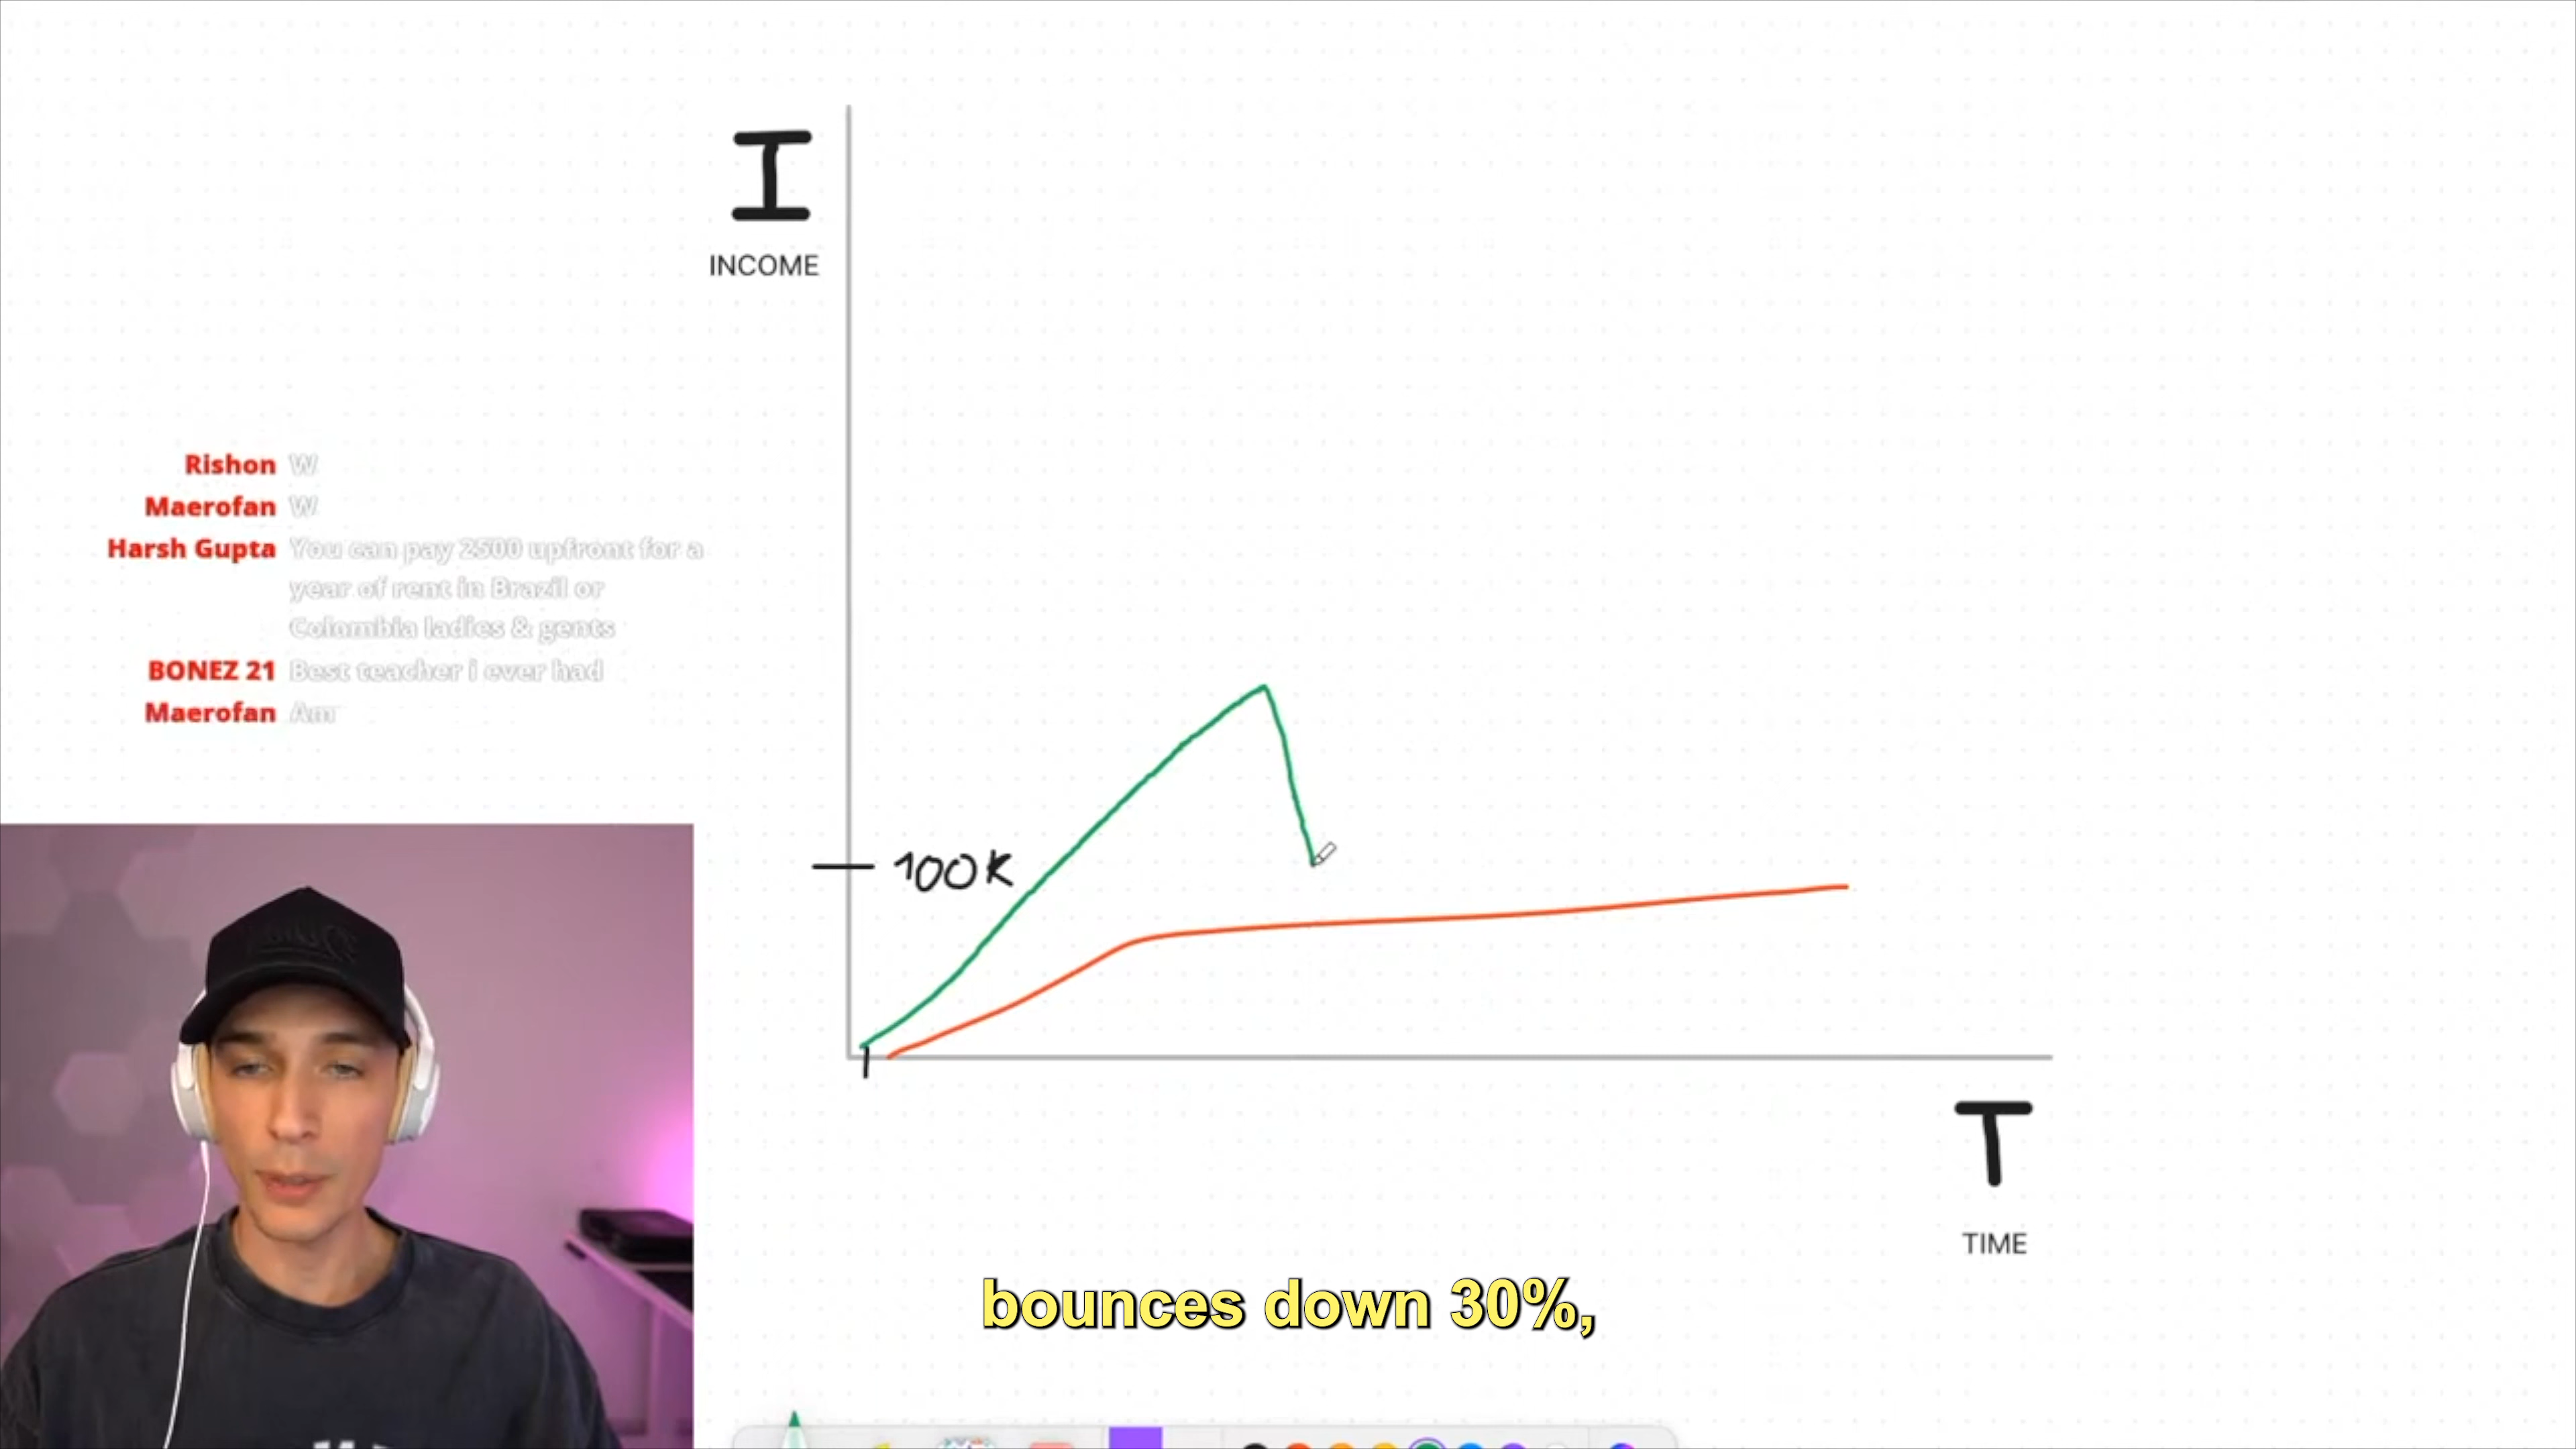 I
INCOME
Rishon W
Maerofan W
Harsh Gupta You can pay 2500 upfront for a
year of rent in Brazil or
Colombia ladies & gents
BONEZ 21 Best teacher i ever had
Maerofan Am
100K
T
TIME
bounces down 30%,